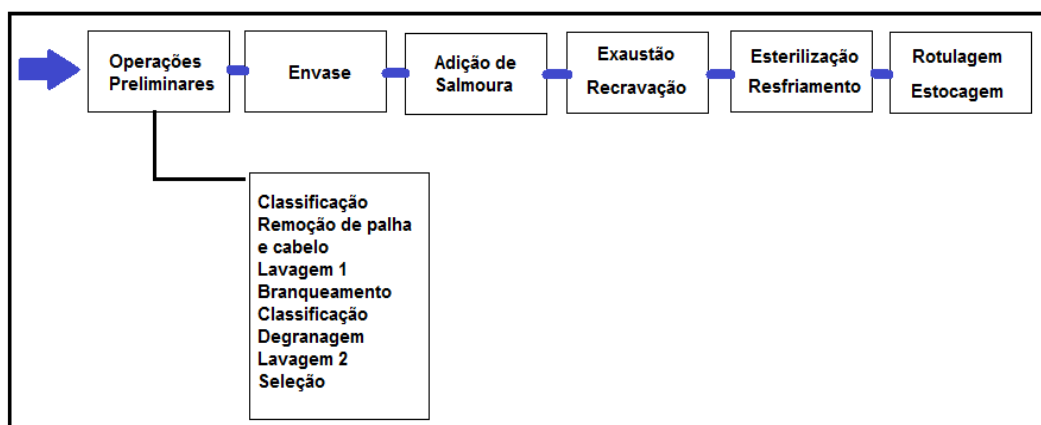 Operações
Preliminares
Envase
Adição de
Salmoura
Exaustão
Recravação
Esterilização
Resfriamento
Rotulagem
Estocagem
Classificação
Remoção de palha
e cabelo
Lavagem 1
Branqueamento
Classificação
Degranagem
Lavagem 2
Seleção